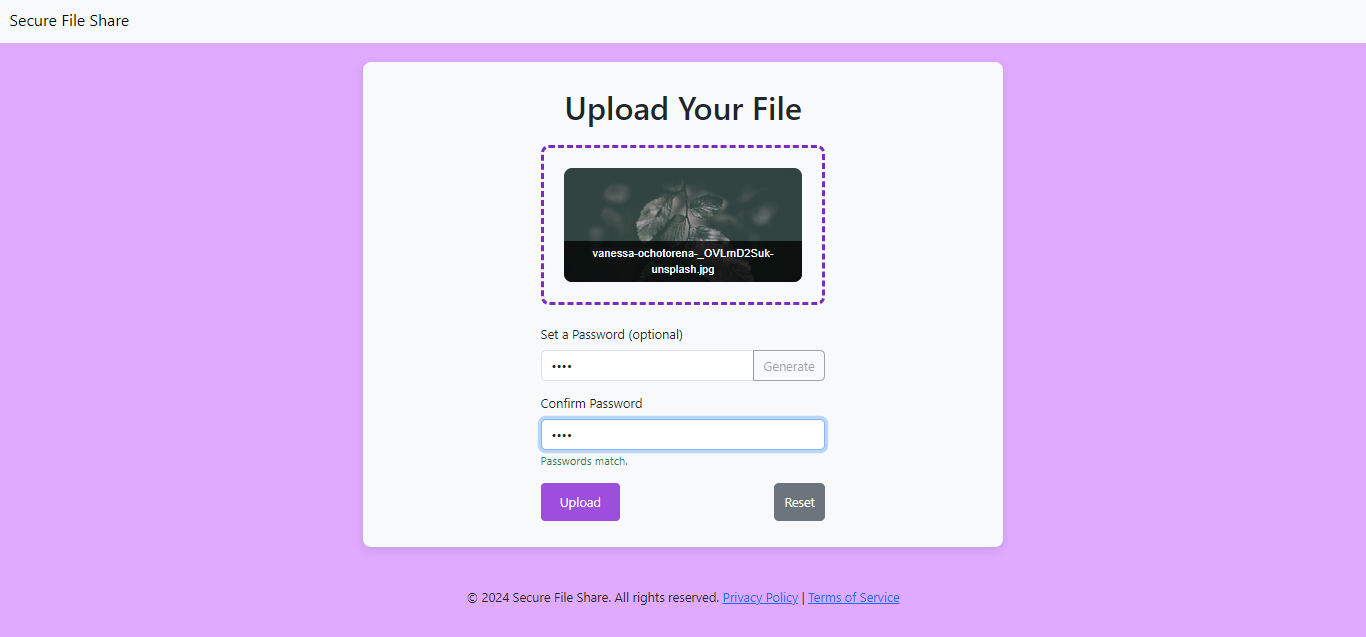 Secure File Share
Upload Your File
vanessa-ochotorena-_OVLrnD2Suk-
unsplash.jpg
Set a Password (optional)
••••
Generate
Confirm Password
••••
Passwords match.
Upload
Reset
© 2024 Secure File Share. All rights reserved. Privacy Policy | Terms of Service